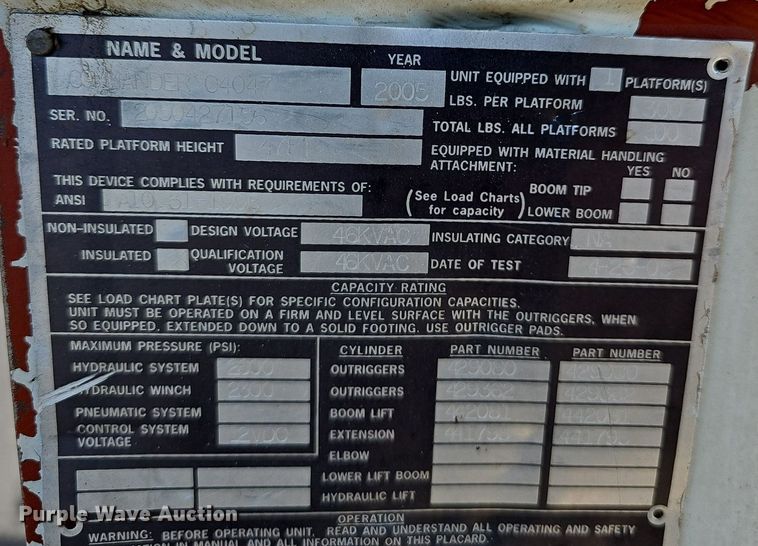 NAME & MODEL
YEAR
2005
UNIT EQUIPPED WITH 1 PLATFORM(S)
LBS. PER PLATFORM 300
SER. NO.
TOTAL LBS. ALL PLATFORMS
RATED PLATFORM HEIGHT 47FT
EQUIPPED WITH MATERIAL HANDLING
ATTACHMENT: YES NO
THIS DEVICE COMPLIES WITH REQUIREMENTS OF:
ANSI
(See Load Charts for capacity)
BOOM TIP
LOWER BOOM
NON-INSULATED DESIGN VOLTAGE 46KVAC INSULATING CATEGORY NA
INSULATED QUALIFICATION VOLTAGE 46KVAC DATE OF TEST
CAPACITY RATING
SEE LOAD CHART PLATE(S) FOR SPECIFIC CONFIGURATION CAPACITIES.
UNIT MUST BE OPERATED ON A FIRM AND LEVEL SURFACE WITH THE OUTRIGGERS, WHEN
SO EQUIPPED, EXTENDED DOWN TO A SOLID FOOTING. USE OUTRIGGER PADS.
MAXIMUM PRESSURE (PSI):
HYDRAULIC SYSTEM
HYDRAULIC WINCH
PNEUMATIC SYSTEM
CONTROL SYSTEM
VOLTAGE 12VDC
CYLINDER PART NUMBER PART NUMBER
OUTRIGGERS
OUTRIGGERS
BOOM LIFT
EXTENSION
ELBOW
LOWER LIFT BOOM
HYDRAULIC LIFT
OPERATION
WARNING: BEFORE OPERATING UNIT, READ AND UNDERSTAND ALL OPERATING AND SAFETY
INFORMATION IN MANUAL AND ALL INFORMATION ON THIS PLACARD.
Purple Wave Auction